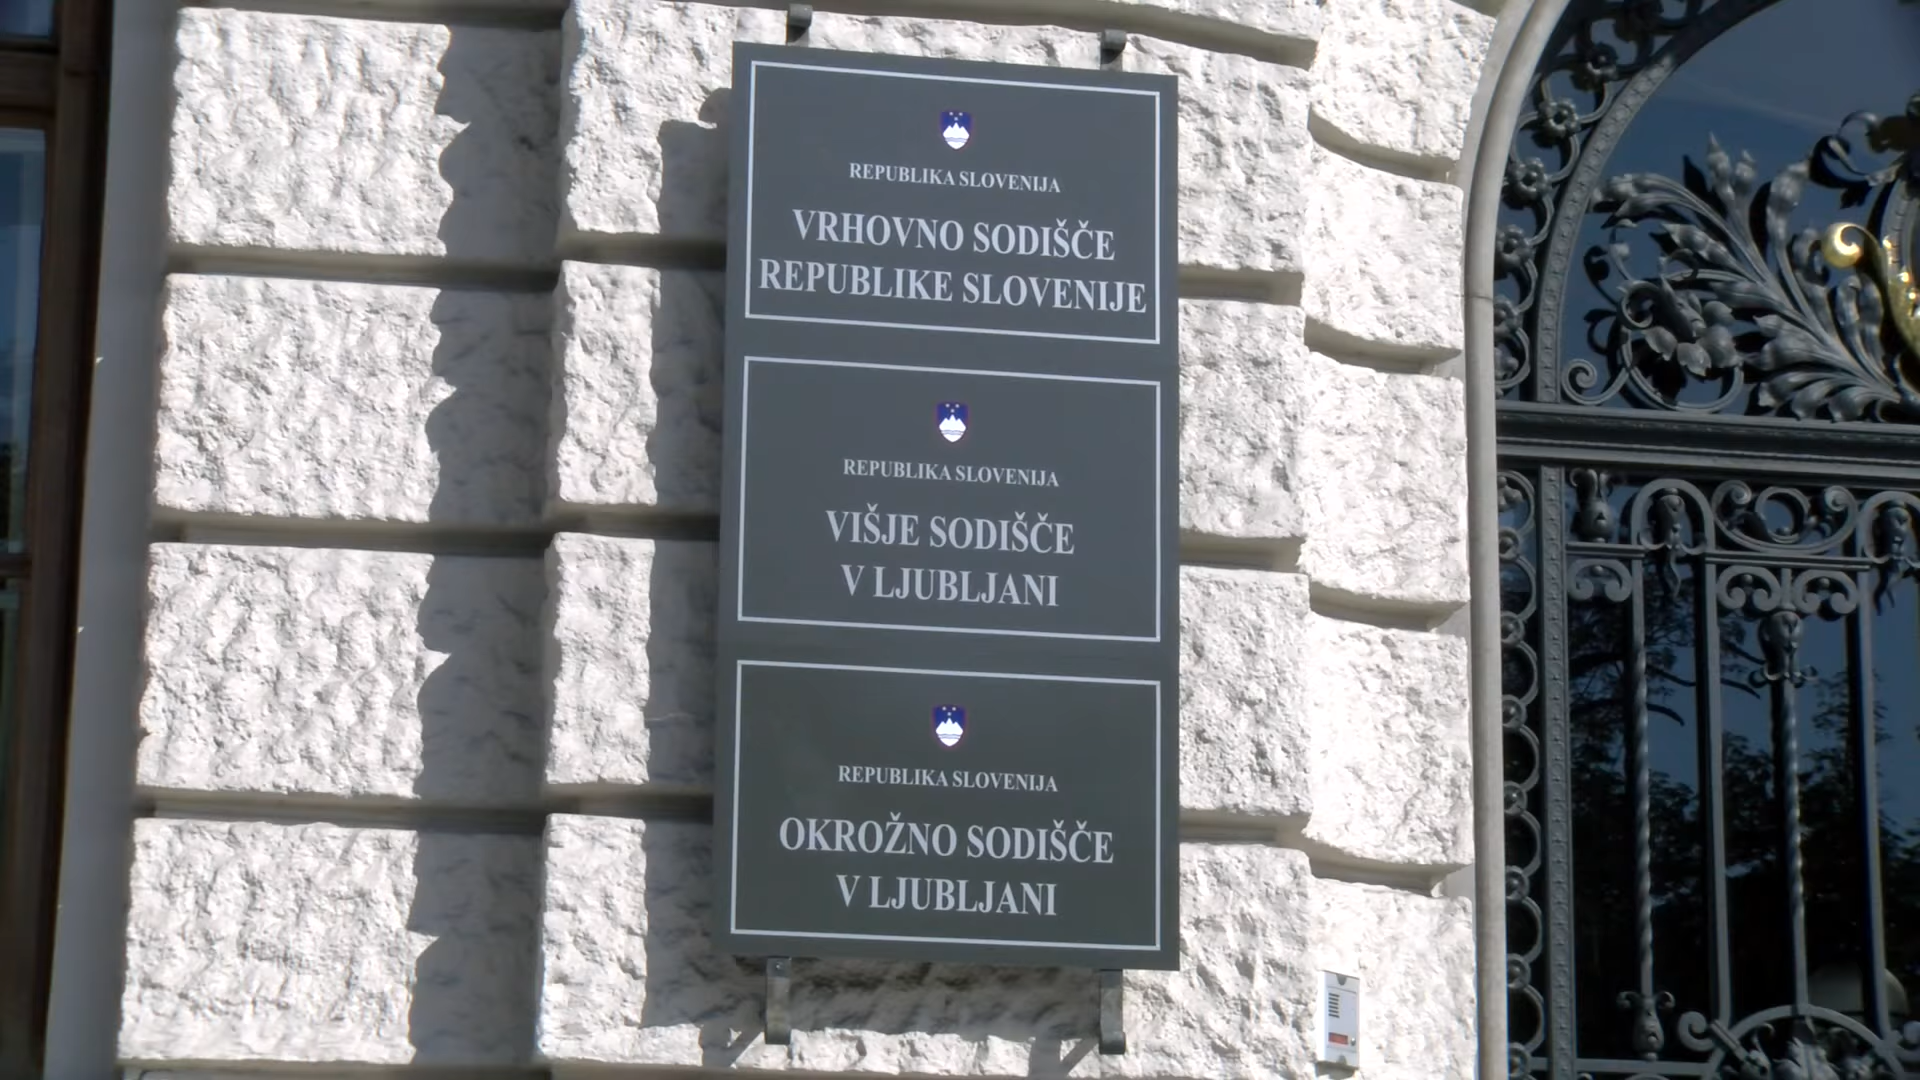 REPUBLIKA SLOVENIJA
VRHOVNO SODIŠČE
REPUBLIKE SLOVENIJE
REPUBLIKA SLOVENIJA
VIŠJE SODIŠČE
V LJUBLJANI
REPUBLIKA SLOVENIJA
OKROŽNO SODIŠČE
V LJUBLJANI